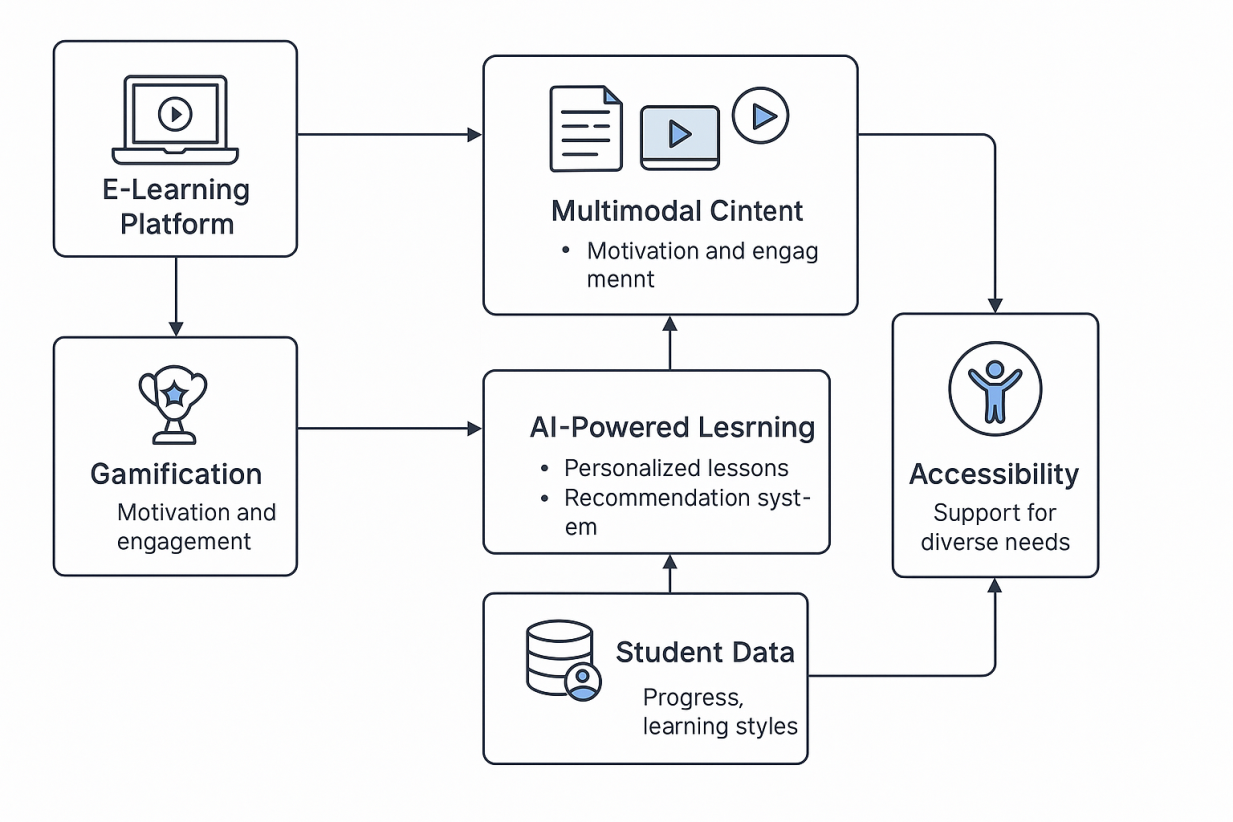 E-Learning
Platform
Multimodal Cintent
• Motivation and engag
mennt
Gamification
Motivation and
engagement
AI-Powered Lesrning
• Personalized lessons
• Recommendation syst-
em
Accessibility
Support for
diverse needs
Student Data
Progress,
learning styles